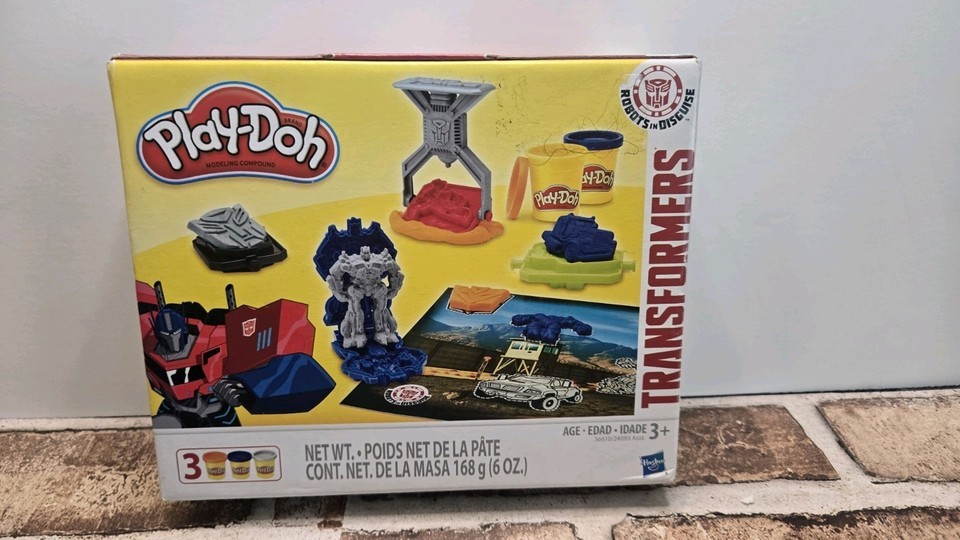 Play-Doh
BRAND
MODELING COMPOUND
ROBOTS IN DISGUISE
TRANSFORMERS
Play-Doh
Play-Doh
AGE • EDAD • IDADE 3+
3
NET WT. • POIDS NET DE LA PÂTE
CONT. NET. DE LA MASA 168 g (6 OZ.)
Hasbro